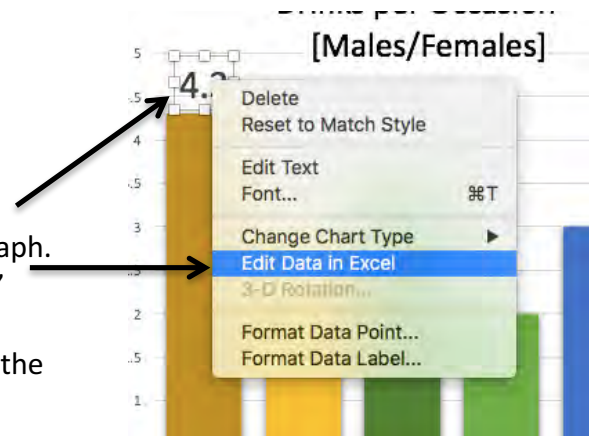 Drinks per Occasion
[Males/Females]
5
4.
.5
4
.5
3
2
.5
1
Delete
Reset to Match Style
Edit Text
Font... ⌘T
Change Chart Type ▶
Edit Data in Excel
3-D Rotation...
Format Data Point...
Format Data Label...
aph.
the